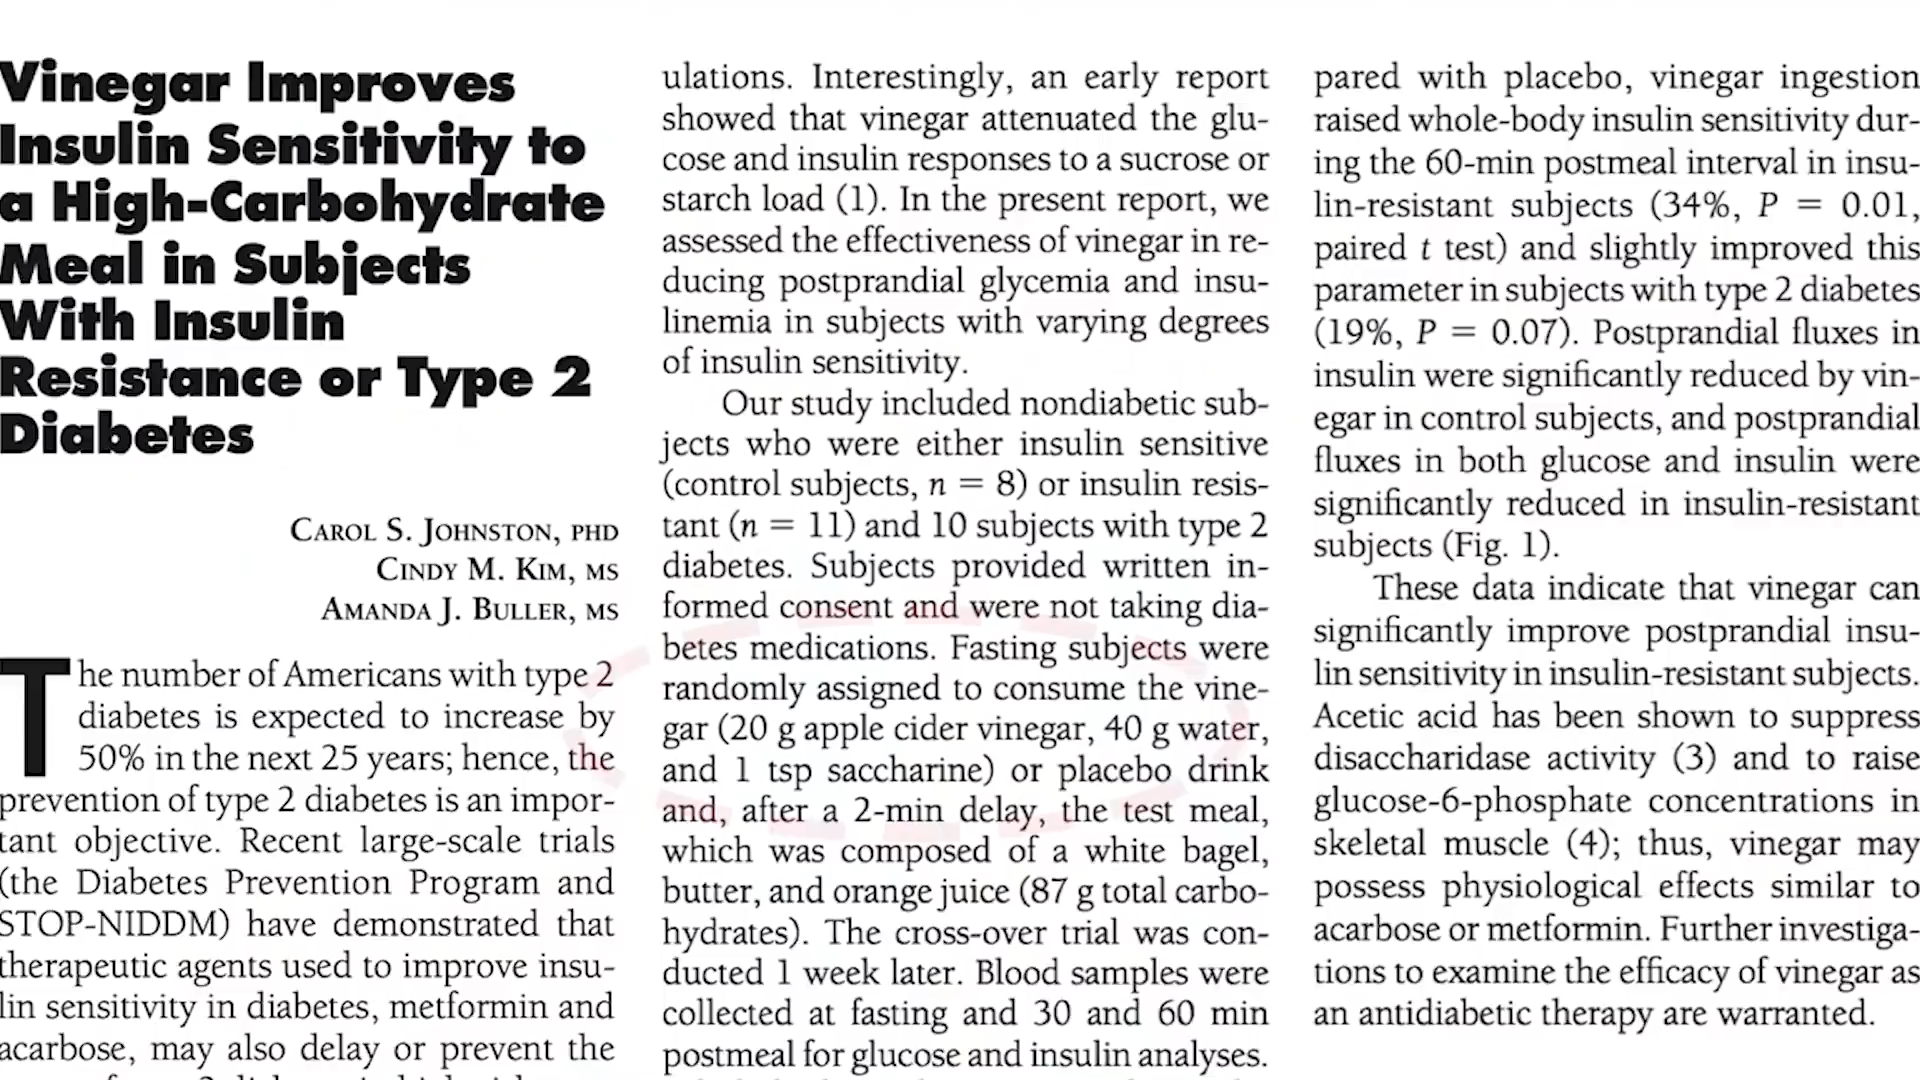 Vinegar Improves
Insulin Sensitivity to
a High-Carbohydrate
Meal in Subjects
With Insulin
Resistance or Type 2
Diabetes
CAROL S. JOHNSTON, PHD
CINDY M. KIM, MS
AMANDA J. BULLER, MS
The number of Americans with type 2
diabetes is expected to increase by
50% in the next 25 years; hence, the
prevention of type 2 diabetes is an impor-
tant objective. Recent large-scale trials
(the Diabetes Prevention Program and
STOP-NIDDM) have demonstrated that
therapeutic agents used to improve insu-
lin sensitivity in diabetes, metformin and
acarbose, may also delay or prevent the
ulations. Interestingly, an early report
showed that vinegar attenuated the glu-
cose and insulin responses to a sucrose or
starch load (1). In the present report, we
assessed the effectiveness of vinegar in re-
ducing postprandial glycemia and insu-
linemia in subjects with varying degrees
of insulin sensitivity.
Our study included nondiabetic sub-
jects who were either insulin sensitive
(control subjects, n = 8) or insulin resis-
tant (n = 11) and 10 subjects with type 2
diabetes. Subjects provided written in-
formed consent and were not taking dia-
betes medications. Fasting subjects were
randomly assigned to consume the vine-
gar (20 g apple cider vinegar, 40 g water,
and 1 tsp saccharine) or placebo drink
and, after a 2-min delay, the test meal,
which was composed of a white bagel,
butter, and orange juice (87 g total carbo-
hydrates). The cross-over trial was con-
ducted 1 week later. Blood samples were
collected at fasting and 30 and 60 min
postmeal for glucose and insulin analyses.
pared with placebo, vinegar ingestion
raised whole-body insulin sensitivity dur-
ing the 60-min postmeal interval in insu-
lin-resistant subjects (34%, P = 0.01,
paired t test) and slightly improved this
parameter in subjects with type 2 diabetes
(19%, P = 0.07). Postprandial fluxes in
insulin were significantly reduced by vin-
egar in control subjects, and postprandial
fluxes in both glucose and insulin were
significantly reduced in insulin-resistant
subjects (Fig. 1).
These data indicate that vinegar can
significantly improve postprandial insu-
lin sensitivity in insulin-resistant subjects.
Acetic acid has been shown to suppress
disaccharidase activity (3) and to raise
glucose-6-phosphate concentrations in
skeletal muscle (4); thus, vinegar may
possess physiological effects similar to
acarbose or metformin. Further investiga-
tions to examine the efficacy of vinegar as
an antidiabetic therapy are warranted.